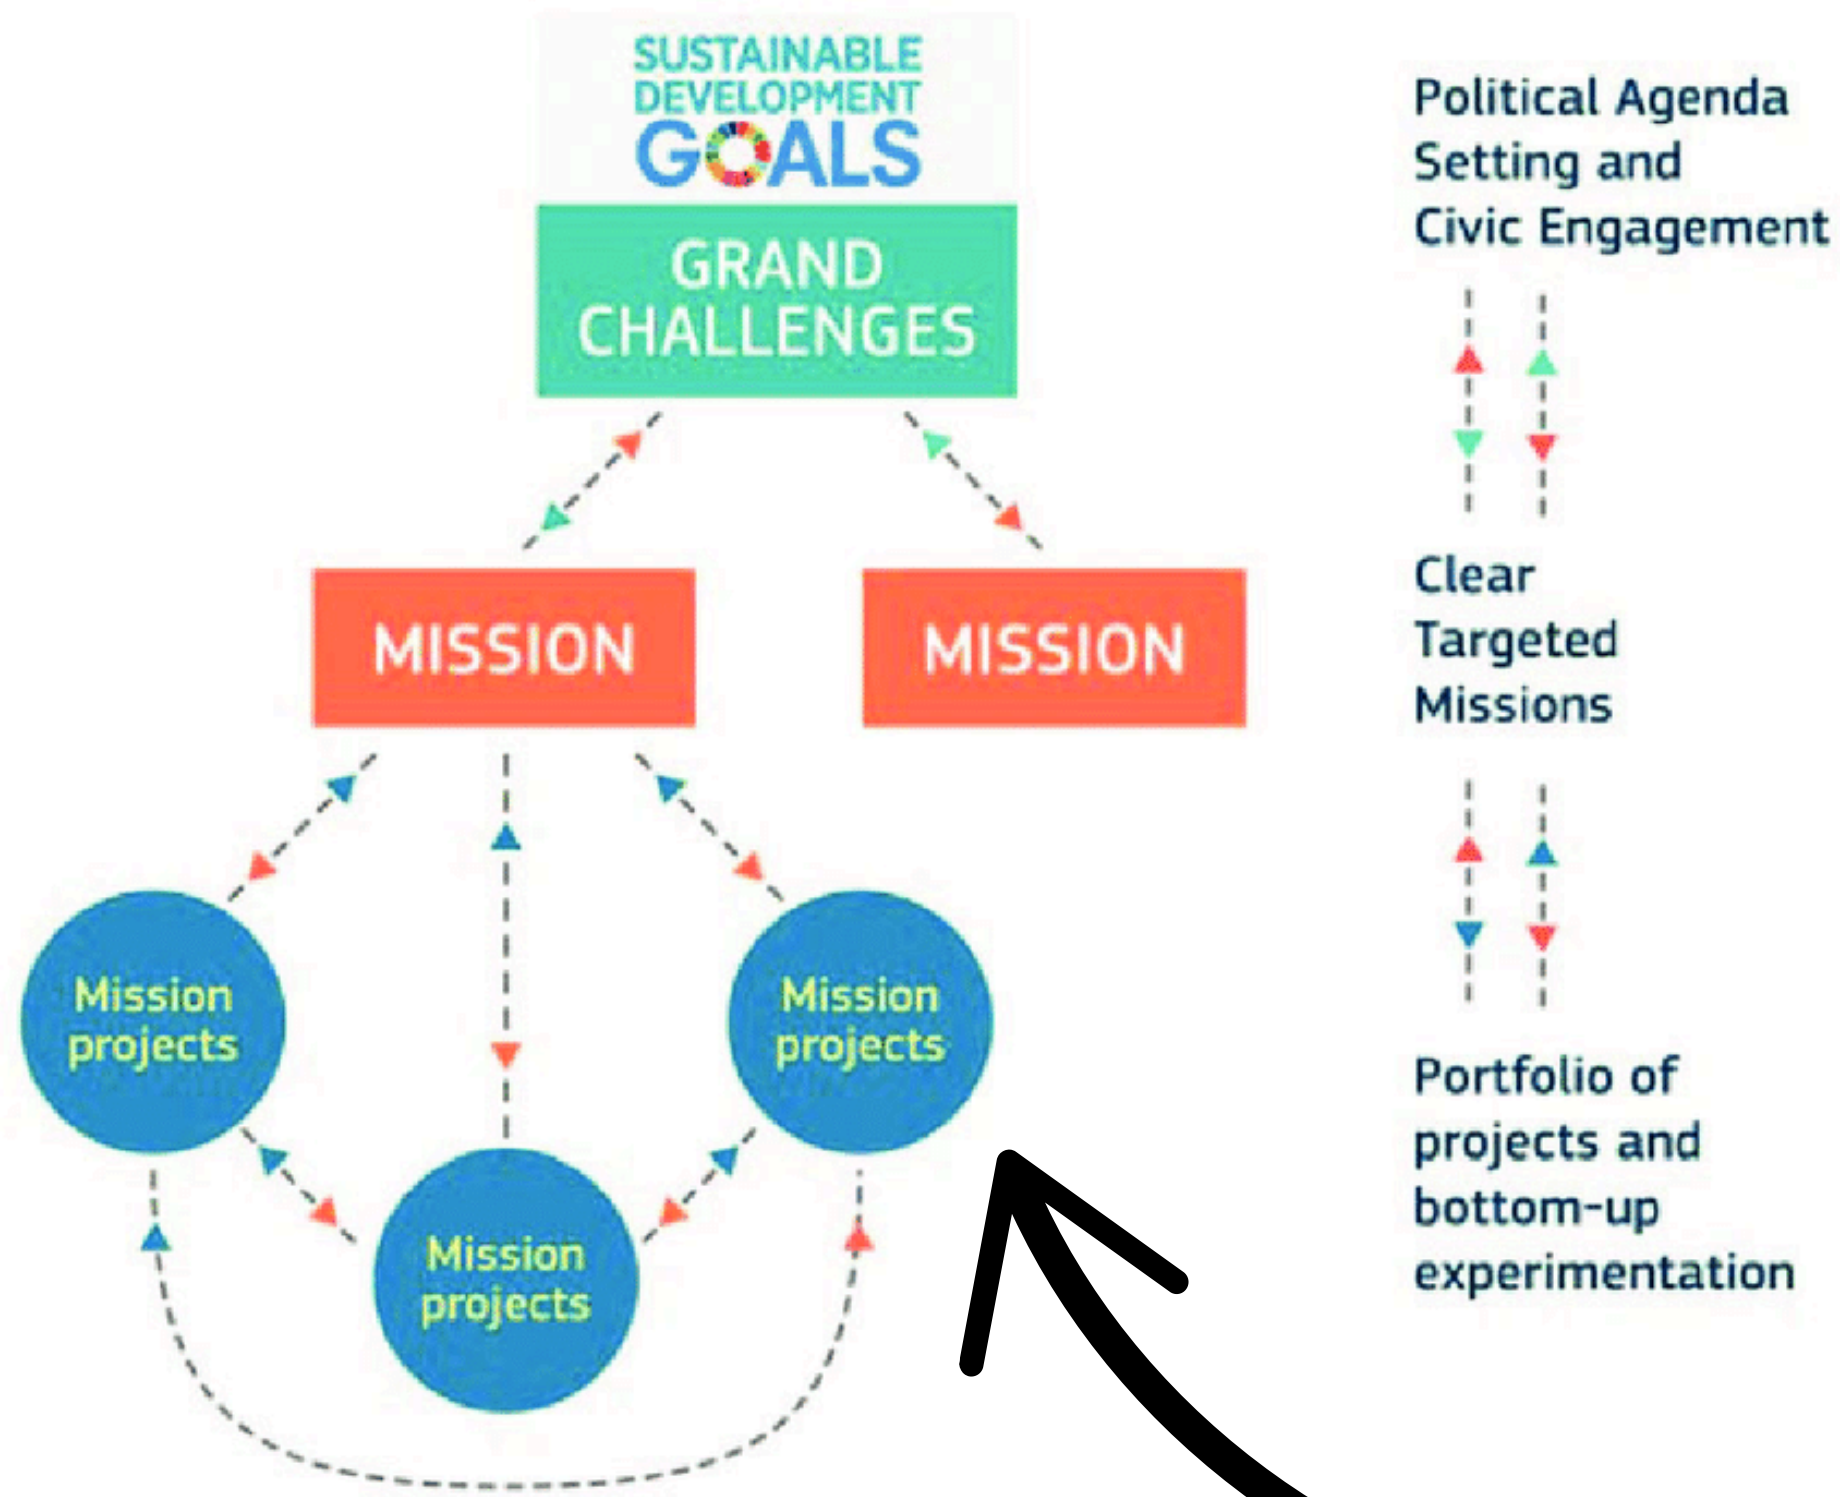 SUSTAINABLE
DEVELOPMENT
GOALS
GRAND
CHALLENGES
MISSION
MISSION
Mission
projects
Mission
projects
Mission
projects
Political Agenda
Setting and
Civic Engagement
Clear
Targeted
Missions
Portfolio of
projects and
bottom-up
experimentation